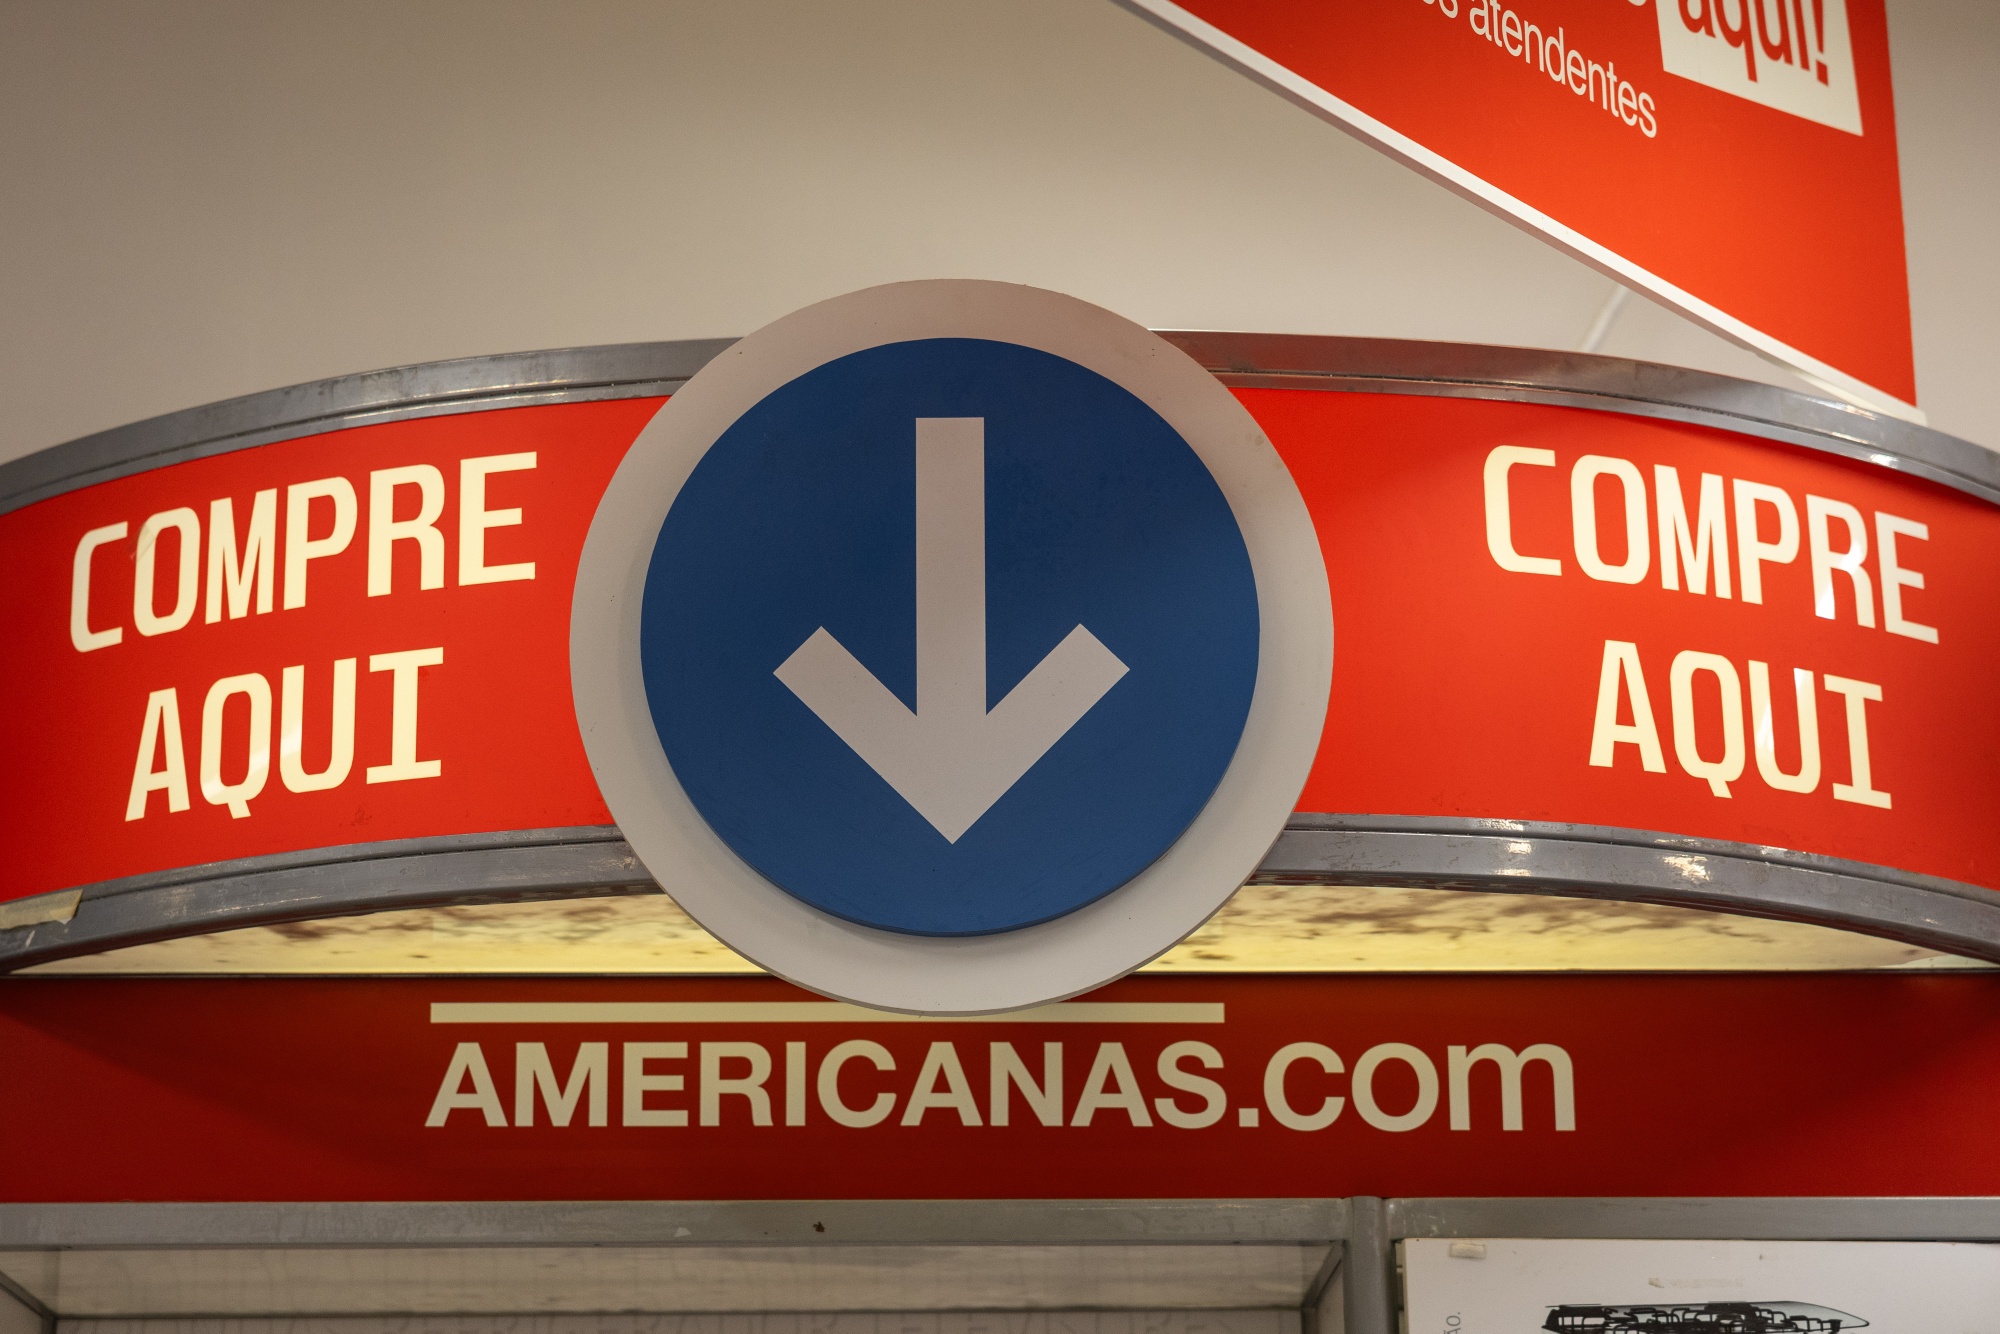 aqui!
atendentes
COMPRE
AQUI
COMPRE
AQUI
AMERICANAS.com